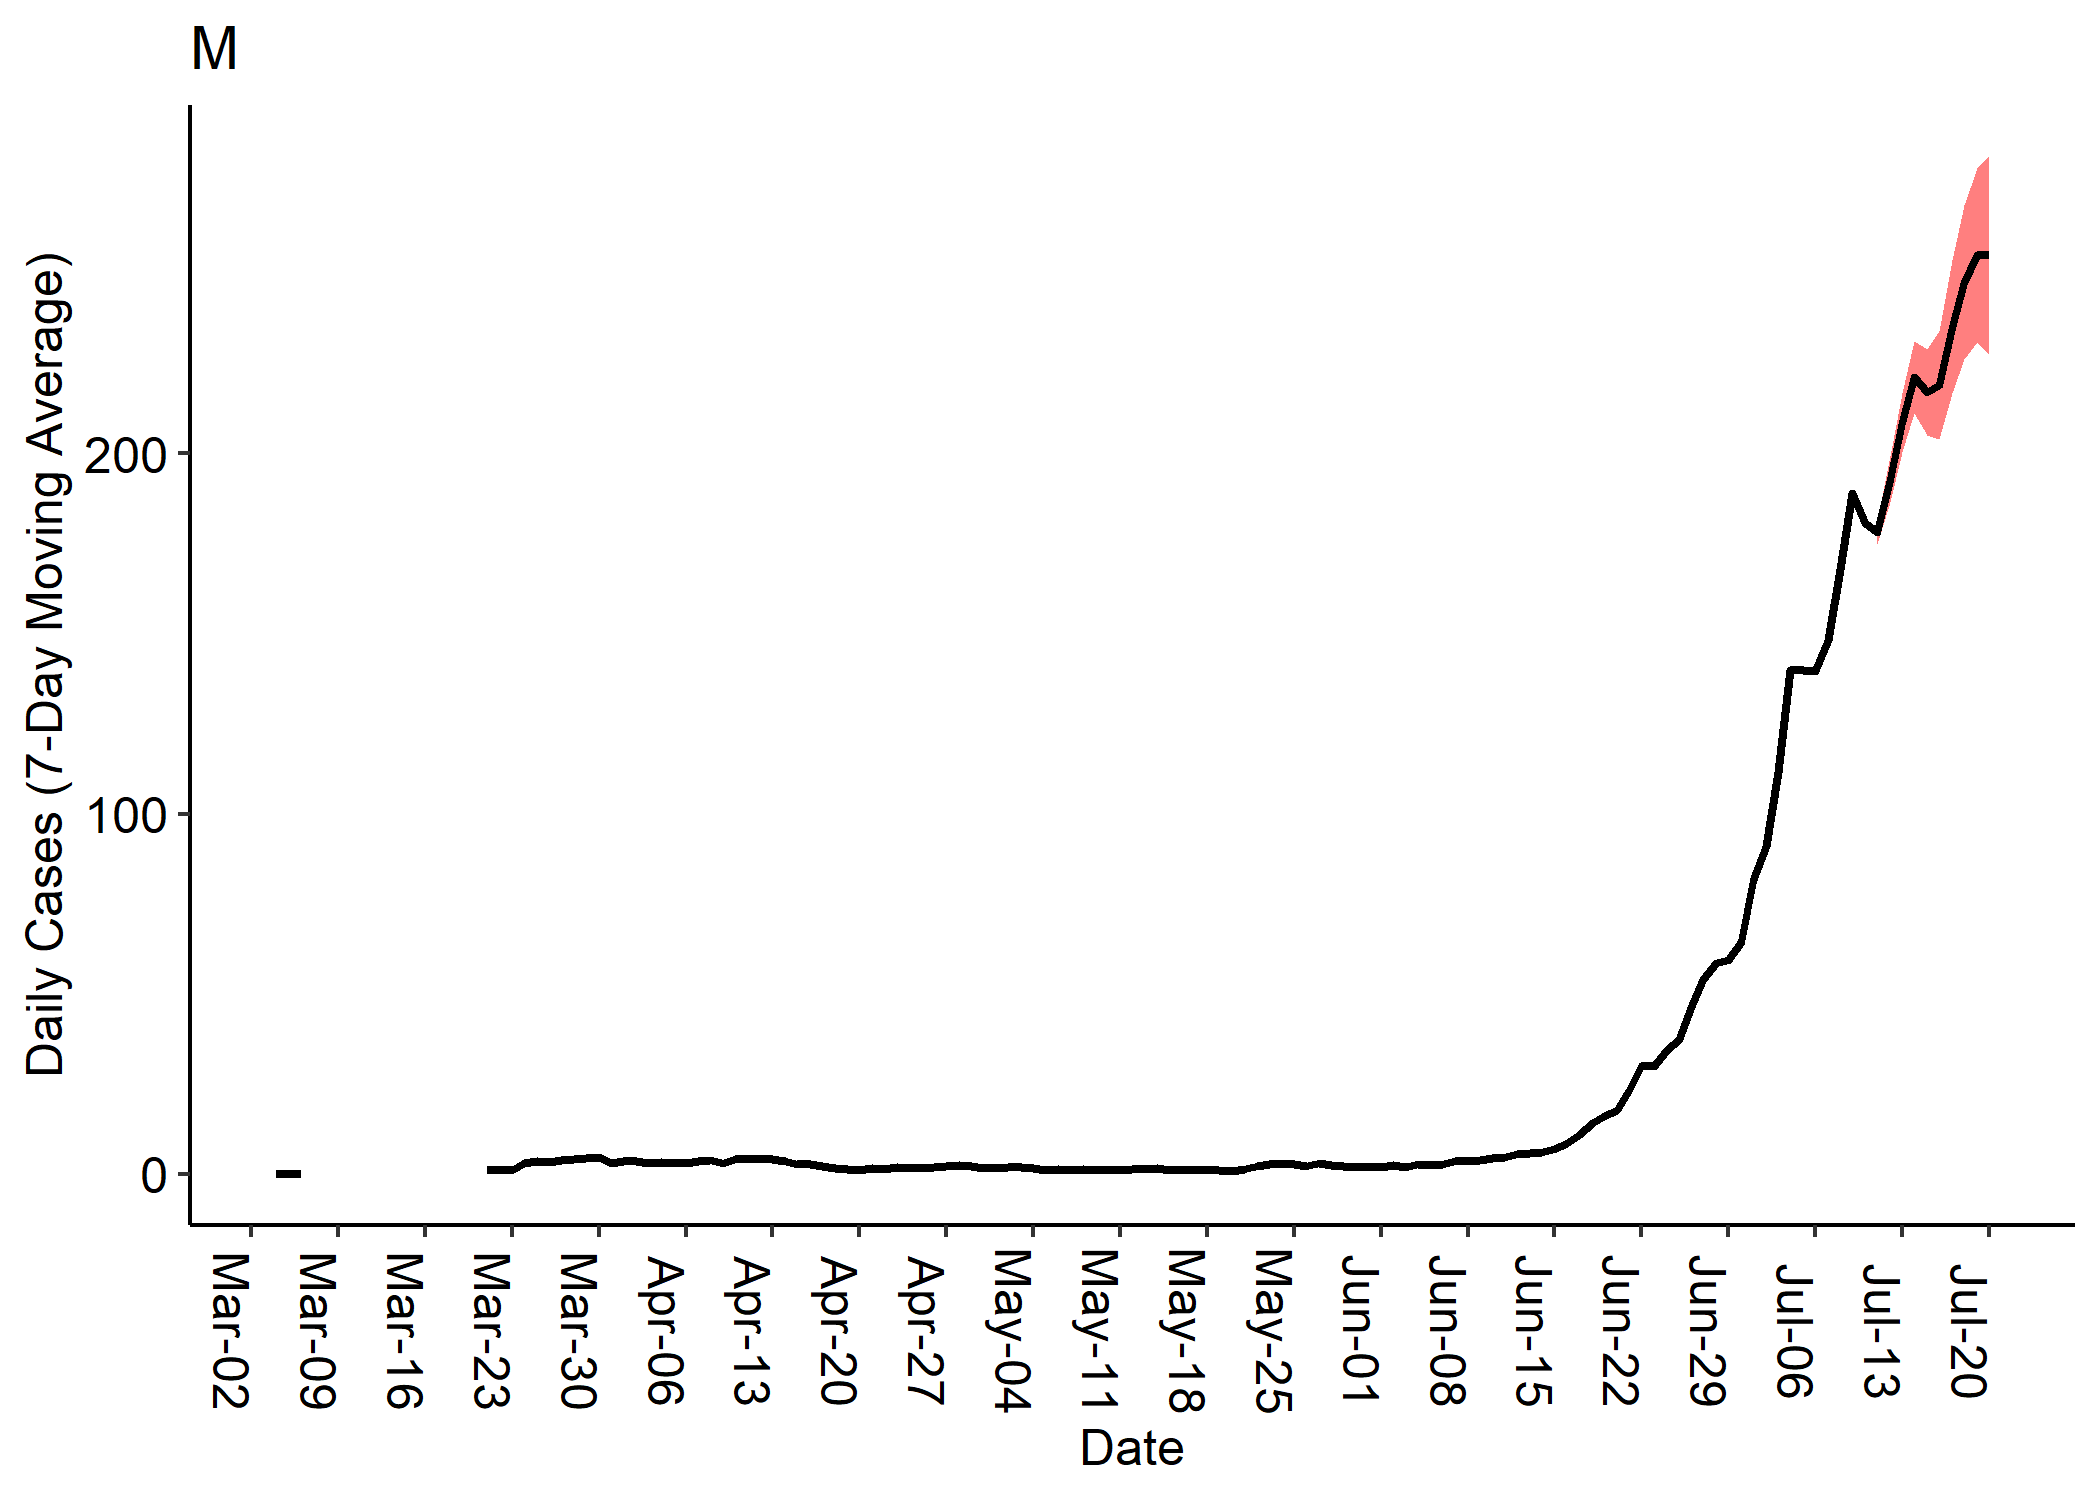 M
Daily Cases (7-Day Moving Average)
200
100
0
Mar-02
Mar-09
Mar-16
Mar-23
Mar-30
Apr-06
Apr-13
Apr-20
Apr-27
May-04
May-11
May-18
May-25
Jun-01
Jun-08
Jun-15
Jun-22
Jun-29
Jul-06
Jul-13
Jul-20
Date